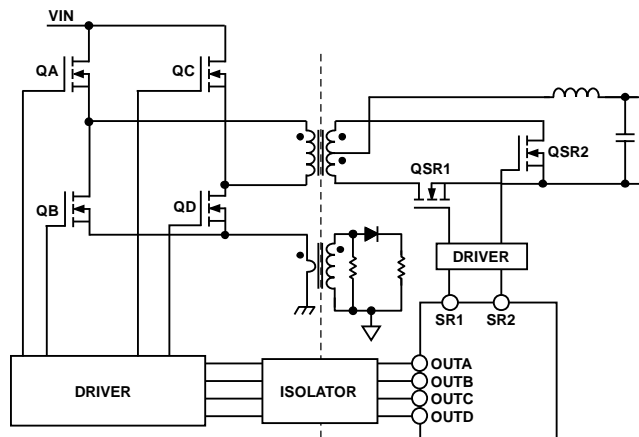 VIN
QA
QC
QSR1
QSR2
QB
QD
DRIVER
SR1
SR2
DRIVER
ISOLATOR
OUTA
OUTB
OUTC
OUTD